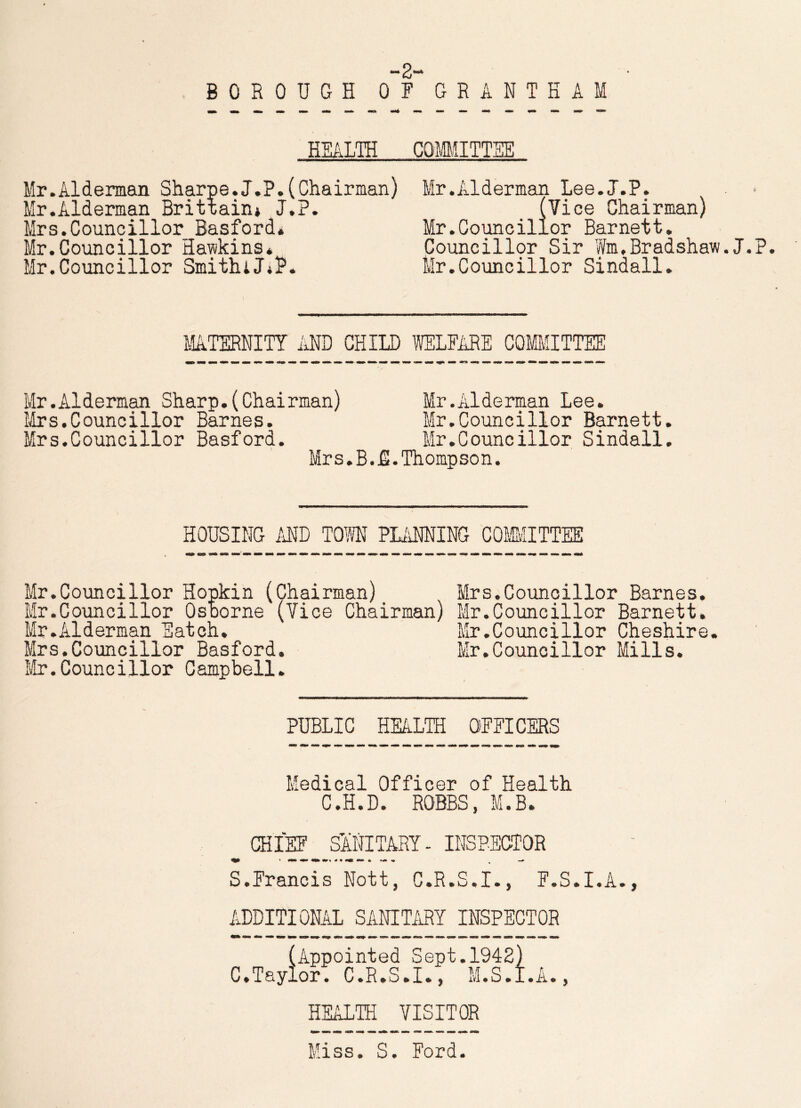 -2-
BOROUGH OF GRANTHAM
HEALTH COMMITTEE
Mr.Alderman Sharpe.J.P.(Chairman) Mr.Alderman Lee.J.P.
Mr.Alderman Brittain, J.P. (Vice Chairman)
Mrs.Councillor Basford. Mr.Councillor Barnett.
Mr.Councillor Hawkins. Councillor Sir Wm.Bradshaw.J.P.
Mr.Councillor Smith.J.P. Mr.Councillor Sindall.
MATERNITY AND CHILD WELFARE COMMITTEE
Mr.Alderman Sharp.(Chairman) Mr.Alderman Lee.
Mrs.Councillor Barnes. Mr.Councillor Barnett.
Mrs.Councillor Basford. Mr.Councillor Sindall.
Mrs.B.£.Thompson.
HOUSING AND TOWN PLANNING COMMITTEE
Mr.Councillor Hopkin (Chairman) Mrs.Councillor Barnes.
Mr.Councillor Osborne (Vice Chairman) Mr.Councillor Barnett.
Mr.Alderman Eatch. Mr.Councillor Cheshire.
Mrs.Councillor Basford. Mr.Councillor Mills.
Mr.Councillor Campbell.
PUBLIC HEALTH OFFICERS
Medical Officer of Health
C.H.D. ROBBS, M.B.
CHIEF SANITARY- INSPECTOR
S.Francis Nott, C.R.S.I., F.S.I.A.,
ADDITIONAL SANITARY INSPECTOR
(Appointed Sept.1942)
C.Taylor. C.R.S.I., M.S.I.A.,
HEALTH VISITOR
Miss. S. Ford.